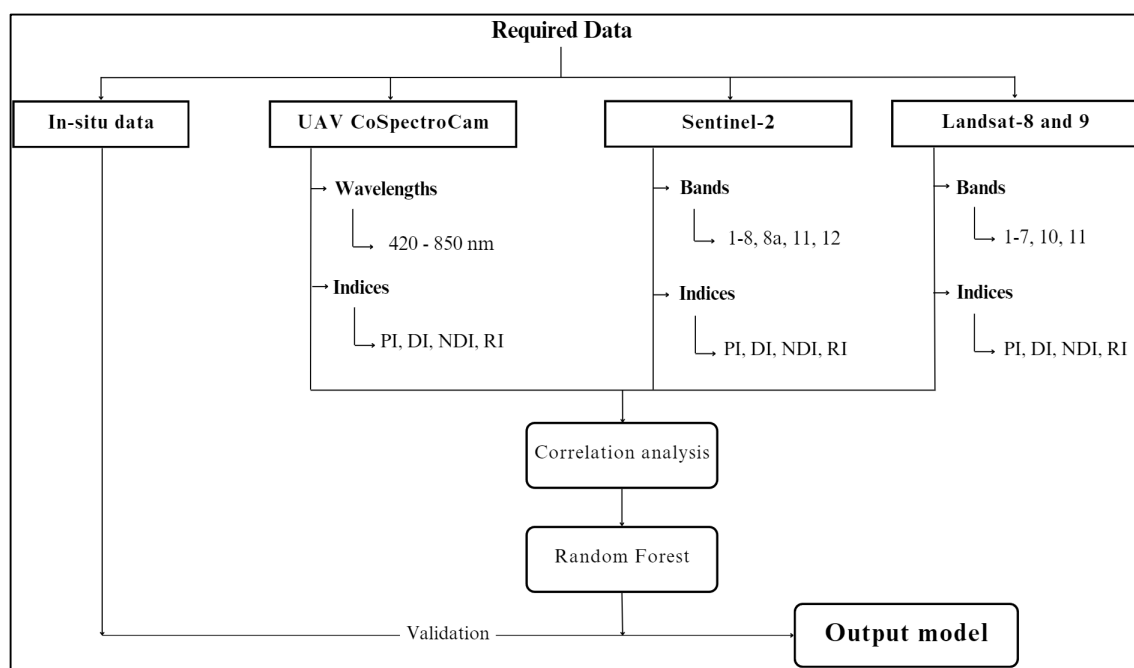 Required Data
In-situ data
UAV CoSpectroCam
Sentinel-2
Landsat-8 and 9
Wavelengths
420 - 850 nm
Indices
PI, DI, NDI, RI
Bands
1-8, 8a, 11, 12
Indices
PI, DI, NDI, RI
Bands
1-7, 10, 11
Indices
PI, DI, NDI, RI
Correlation analysis
Random Forest
Validation
Output model